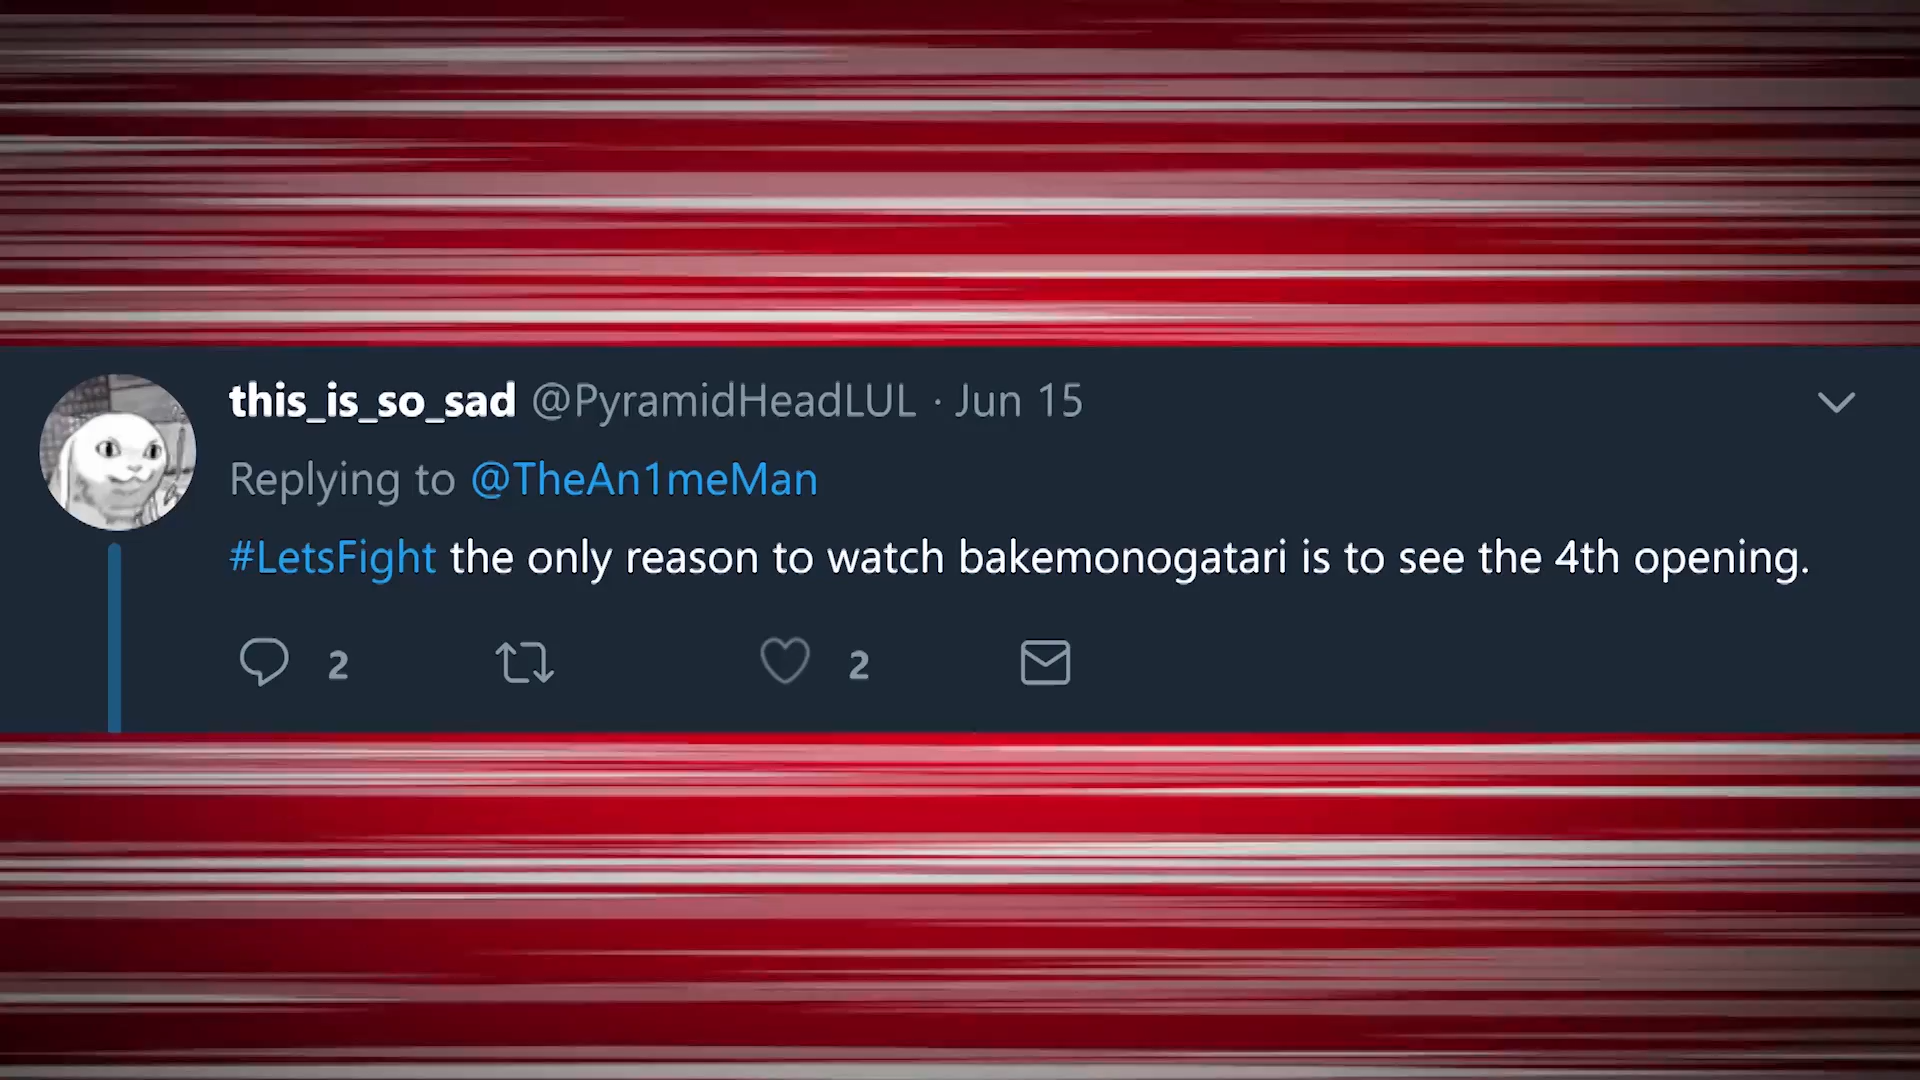 this_is_so_sad @PyramidHeadLUL · Jun 15
Replying to @TheAn1meMan
#LetsFight the only reason to watch bakemonogatari is to see the 4th opening.
2 2